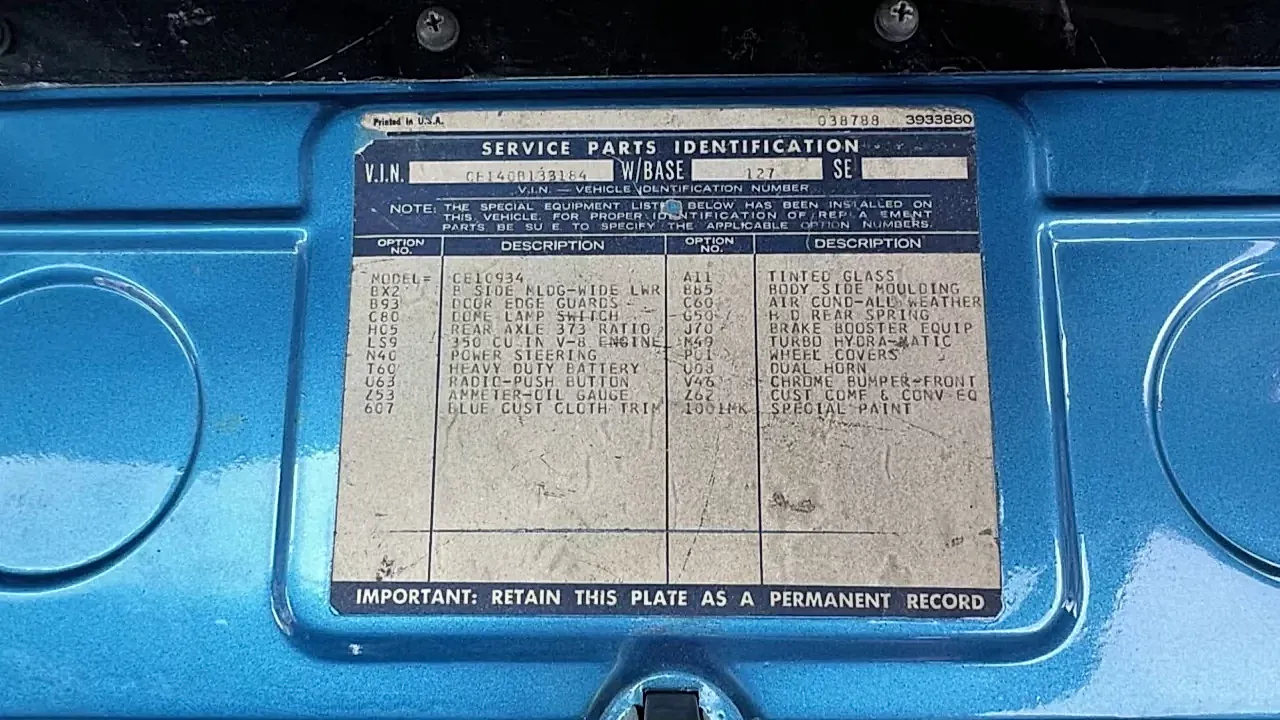 Printed in U.S.A. 038788 3933880
SERVICE PARTS IDENTIFICATION
V.I.N. CE140B133184 W/BASE 127 SE
V.I.N. — VEHICLE IDENTIFICATION NUMBER
NOTE: THE SPECIAL EQUIPMENT LISTED BELOW HAS BEEN INSTALLED ON
THIS VEHICLE. FOR PROPER IDENTIFICATION OF REPLACEMENT
PARTS BE SURE TO SPECIFY THE APPLICABLE OPTION NUMBERS.
OPTION NO. DESCRIPTION OPTION NO. DESCRIPTION
MODEL= CE10934 A11 TINTED GLASS
BX2 B SIDE MLDG-WIDE LWR B85 BODY SIDE MOULDING
B93 DOOR EDGE GUARDS C60 AIR COND-ALL WEATHER
C80 DOME LAMP SWITCH G50 H D REAR SPRING
H05 REAR AXLE 373 RATIO J70 BRAKE BOOSTER EQUIP
LS9 350 CU IN V-8 ENGINE M49 TURBO HYDRA-MATIC
N40 POWER STEERING P01 WHEEL COVERS
T60 HEAVY DUTY BATTERY U08 DUAL HORN
U63 RADIO-PUSH BUTTON V46 CHROME BUMPER-FRONT
Z53 AMMETER-OIL GAUGE Z62 CUST COMF & CONV EQ
607 BLUE CUST CLOTH TRIM 1001MK SPECIAL PAINT
IMPORTANT: RETAIN THIS PLATE AS A PERMANENT RECORD